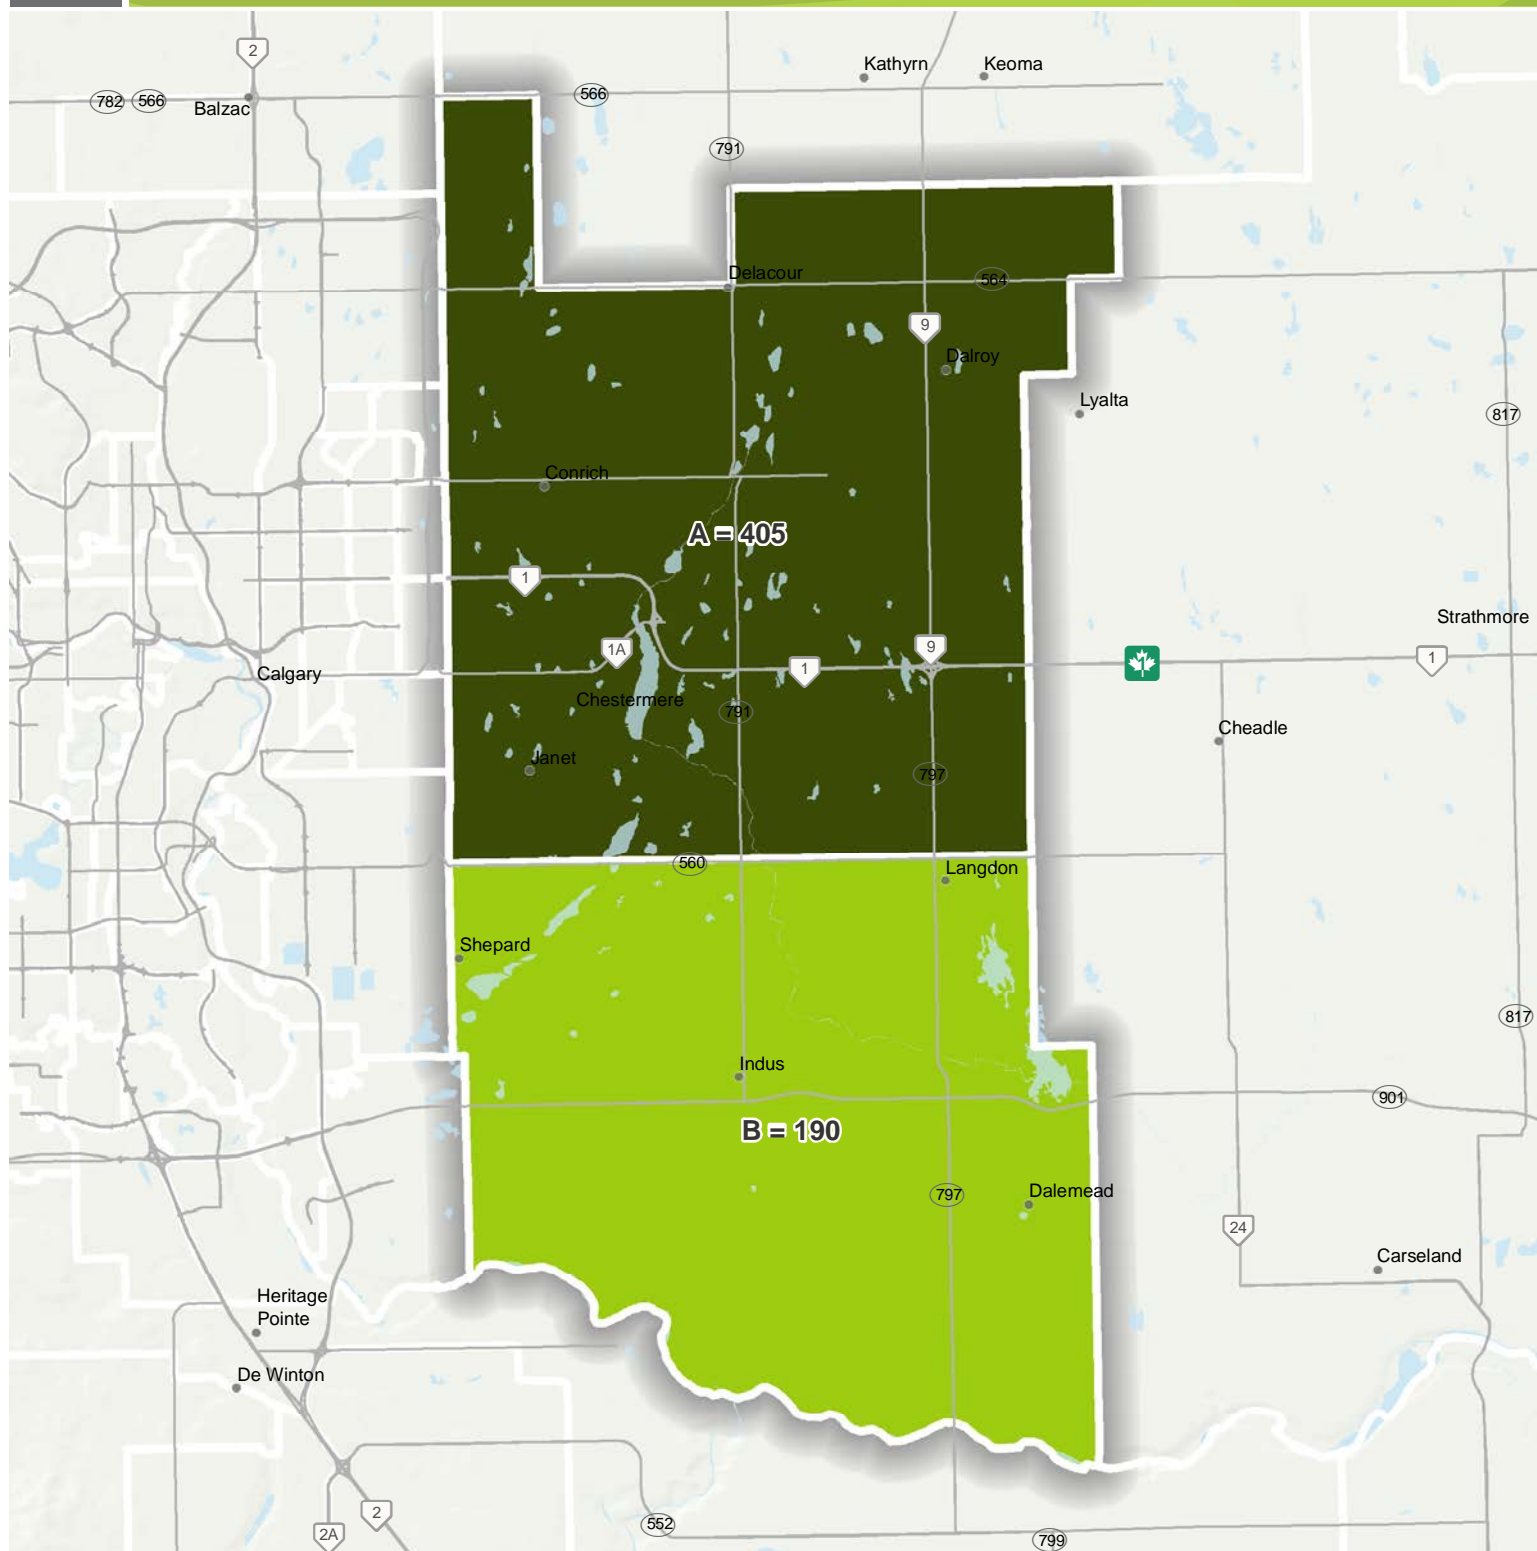 2
Kathyrn
Keoma
782
566
Balzac
566
791
Delacour
564
9
Dalroy
Lyalta
817
Conrich
A = 405
1
Strathmore
1A
9
1
1
1
Calgary
Chestermere
791
Cheadle
Janet
797
560
Langdon
Shepard
817
Indus
901
B = 190
797
Dalemead
24
Carseland
Heritage
Pointe
De Winton
2
552
2A
799